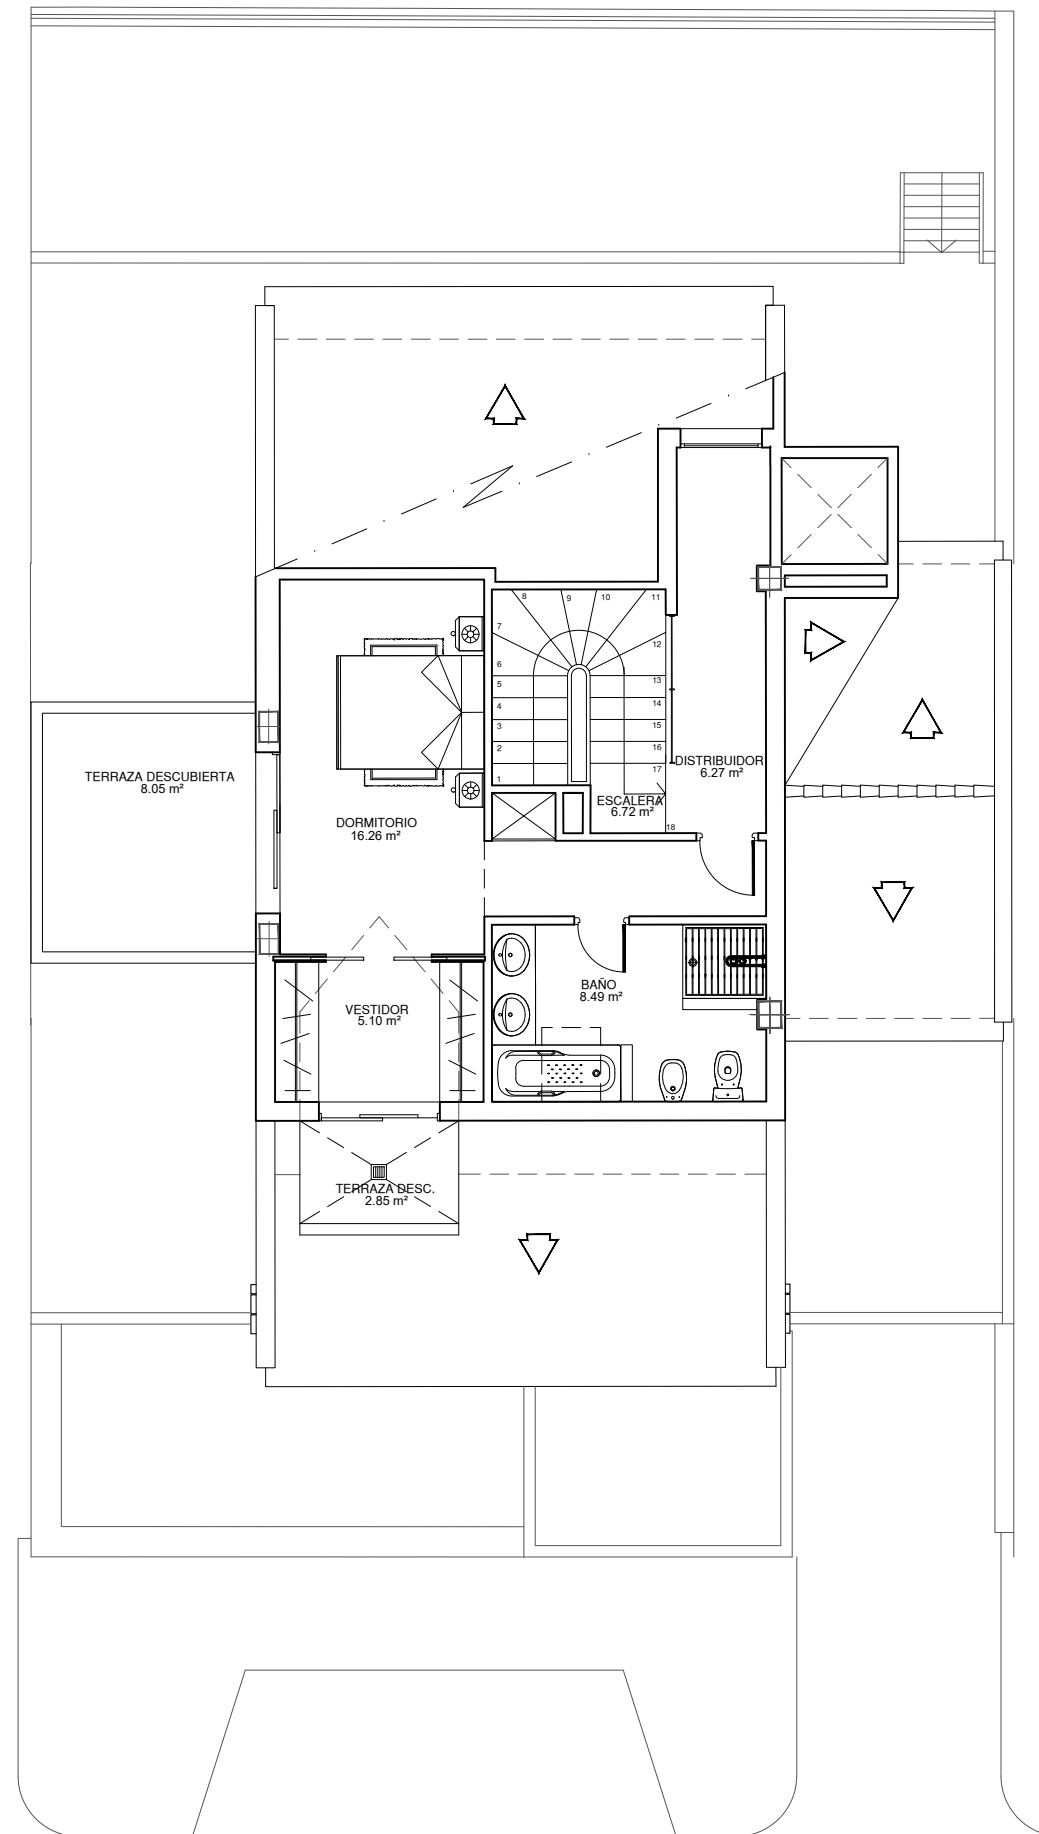 8
9
10
11
7
12
6
5
13
4
14
3
15
2
16
17
1
DISTRIBUIDOR
6.27 m²
TERRAZA DESCUBIERTA
8.05 m²
ESCALERA
6.72 m²
18
DORMITORIO
16.26 m²
BAÑO
8.49 m²
VESTIDOR
5.10 m²
TERRAZA DESC.
2.85 m²